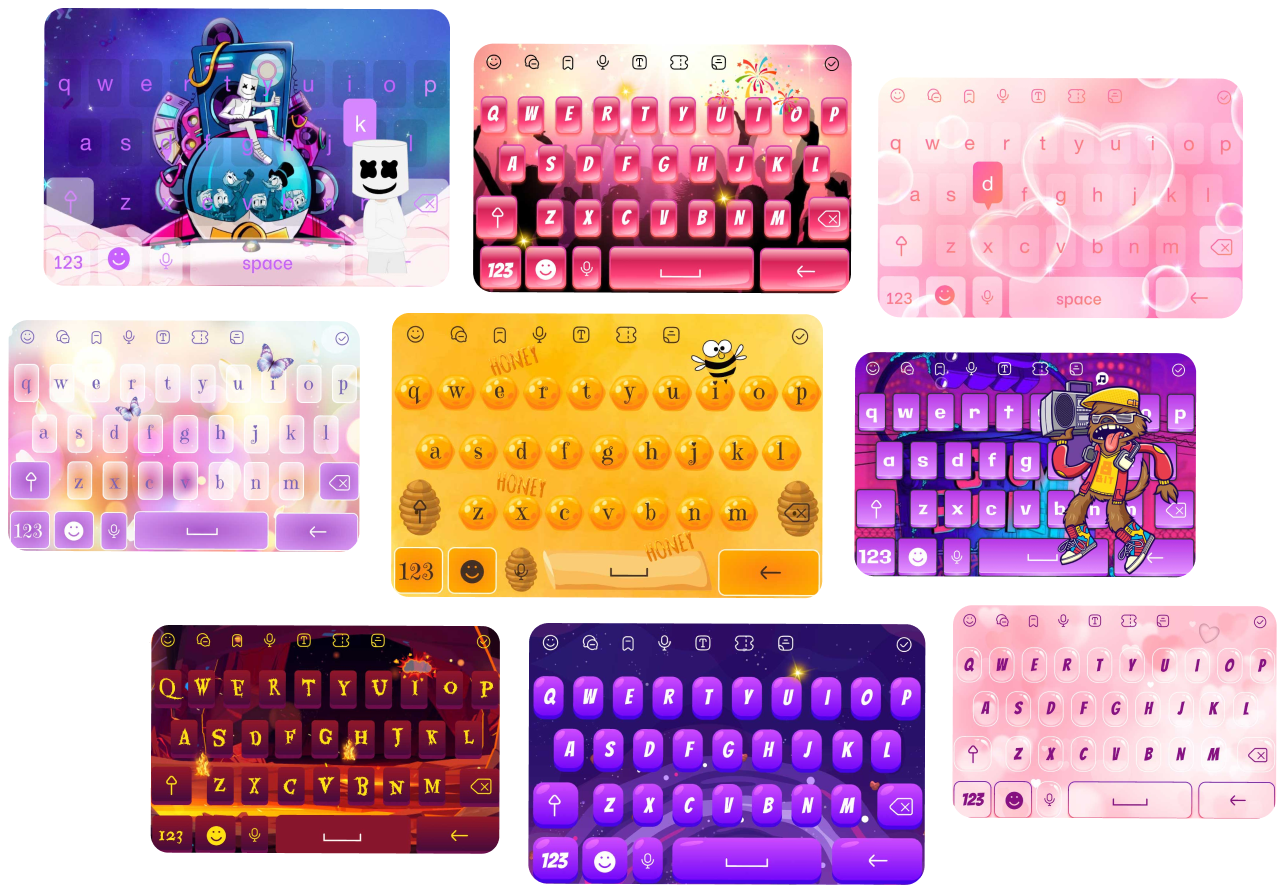 q w e r t y u i o p
k
a s d f g h j l
z x c v b n
123 space
Q W E R T Y U I O P
A S D F G H J K L
Z X C V B N M
123
q w e r t y u i o p
d
a s f g h j k l
z x c v b n m
123 space
q w e r t y u i o p
a s d f g h j k l
z x c v b n m
123
HONEY
q w e r t y u i o p
a s d f g h j k l
HONEY
z x c v b n m
HONEY
123
q w e r t o p
a s d f g
z x c v b n m
123
Q W E R T Y U I O P
A S D F G H J K L
Z X C V B N M
123
Q W E R T Y U I O P
A S D F G H J K L
Z X C V B N M
123
Q W E R T Y U I O P
A S D F G H J K L
Z X C V B N M
123